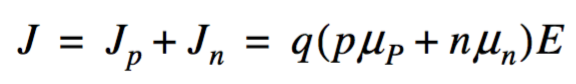 J = J_p + J_n = q(pμ_P + nμ_n)E